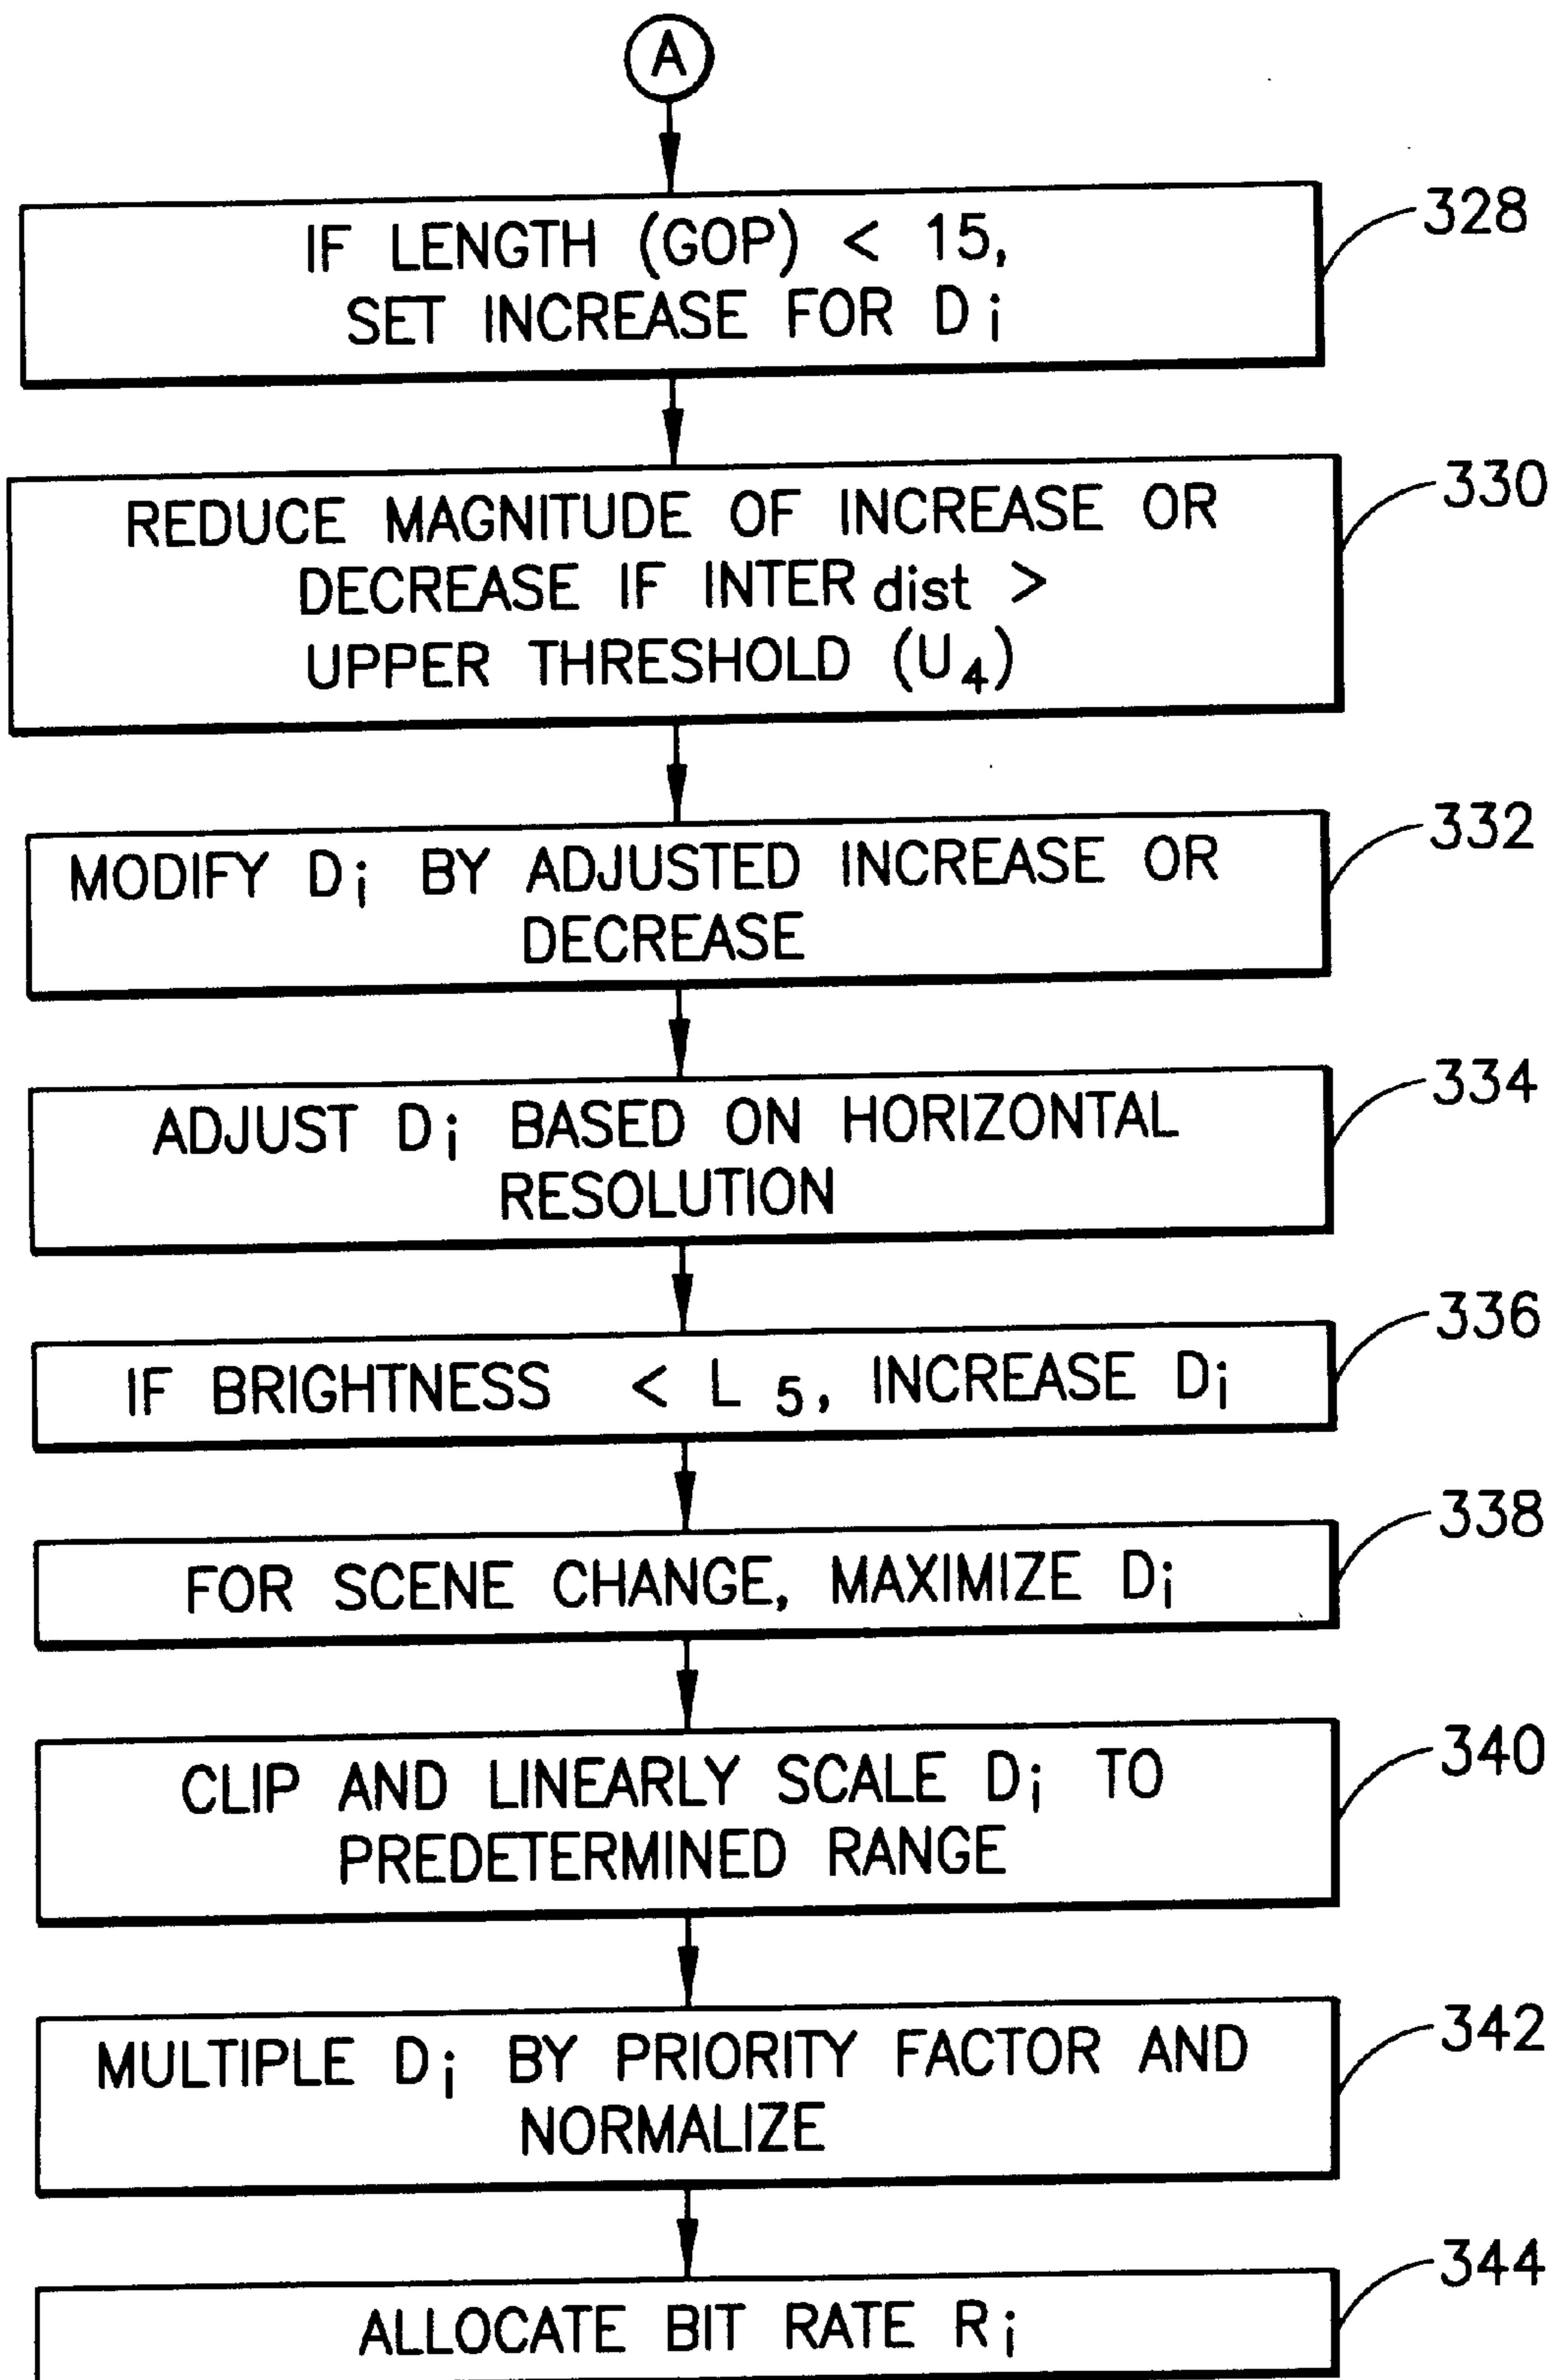 A
328
IF LENGTH (GOP) < 15,
SET INCREASE FOR Di
330
REDUCE MAGNITUDE OF INCREASE OR
DECREASE IF INTER dist >
UPPER THRESHOLD (U4)
332
MODIFY Di BY ADJUSTED INCREASE OR
DECREASE
334
ADJUST Di BASED ON HORIZONTAL
RESOLUTION
336
IF BRIGHTNESS < L 5, INCREASE Di
338
FOR SCENE CHANGE, MAXIMIZE Di
340
CLIP AND LINEARLY SCALE Di TO
PREDETERMINED RANGE
342
MULTIPLE Di BY PRIORITY FACTOR AND
NORMALIZE
344
ALLOCATE BIT RATE Ri